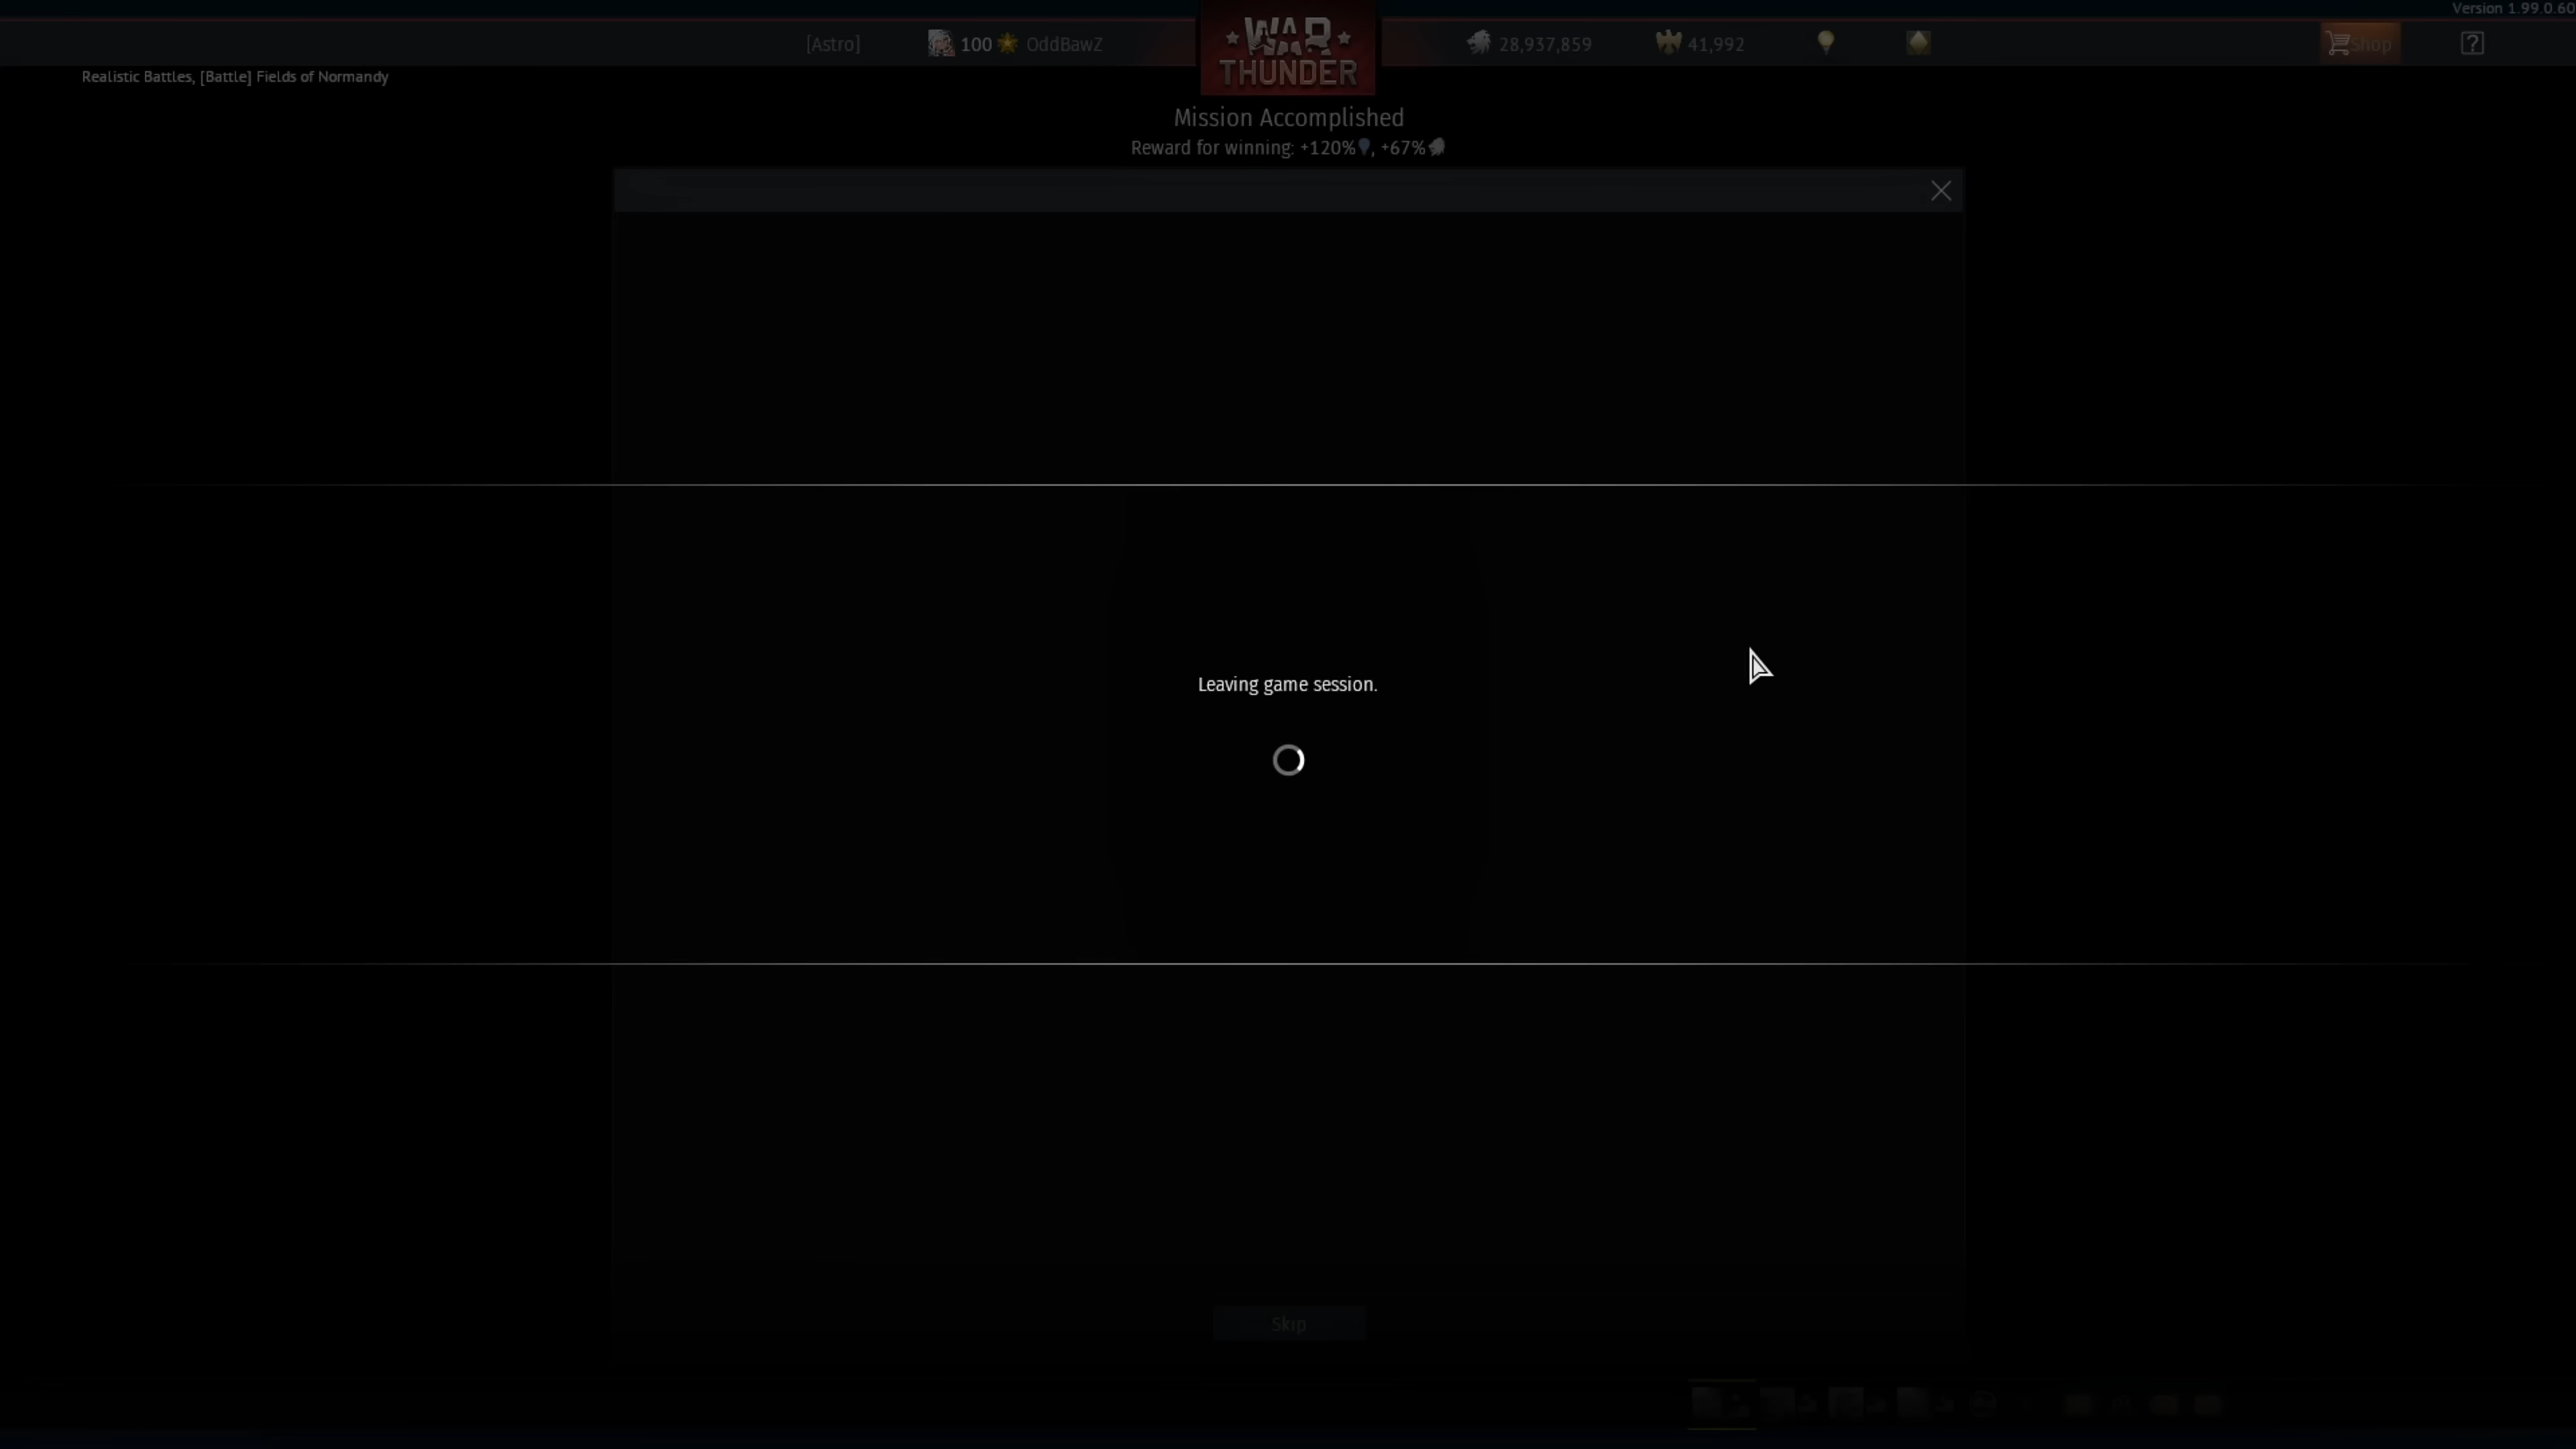 Version 1.99.0.60
[Astro] 100 OddBawZ WAR THUNDER 28,937,859 41,992 Shop ?
Realistic Battles, [Battle] Fields of Normandy
Mission Accomplished
Reward for winning: +120%, +67%
Leaving game session.
Skip